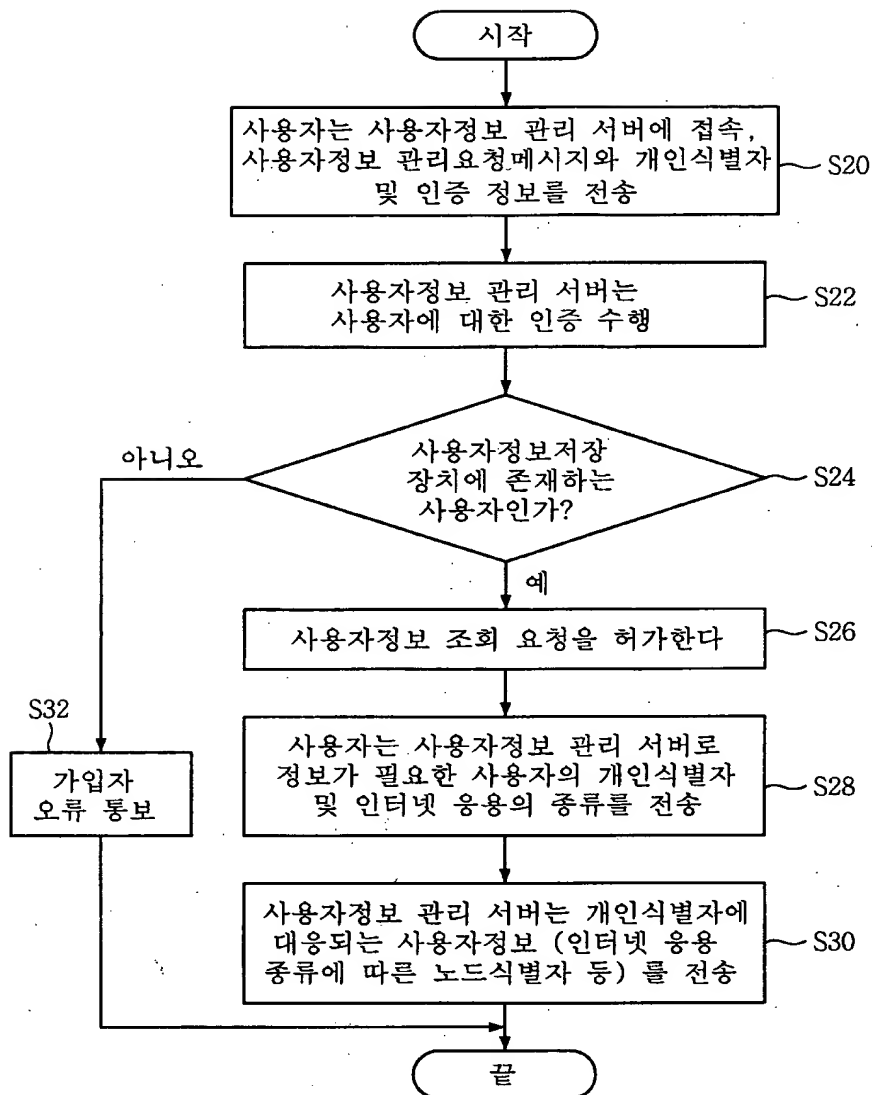 시작
사용자는 사용자정보 관리 서버에 접속,
사용자정보 관리요청메시지와 개인식별자
및 인증 정보를 전송
S20
사용자정보 관리 서버는
사용자에 대한 인증 수행
S22
사용자정보저장
장치에 존재하는
사용자인가?
S24
아니오
예
사용자정보 조회 요청을 허가한다
S26
S32
가입자
오류 통보
사용자는 사용자정보 관리 서버로
정보가 필요한 사용자의 개인식별자
및 인터넷 응용의 종류를 전송
S28
사용자정보 관리 서버는 개인식별자에
대응되는 사용자정보 (인터넷 응용
종류에 따른 노드식별자 등) 를 전송
S30
끝